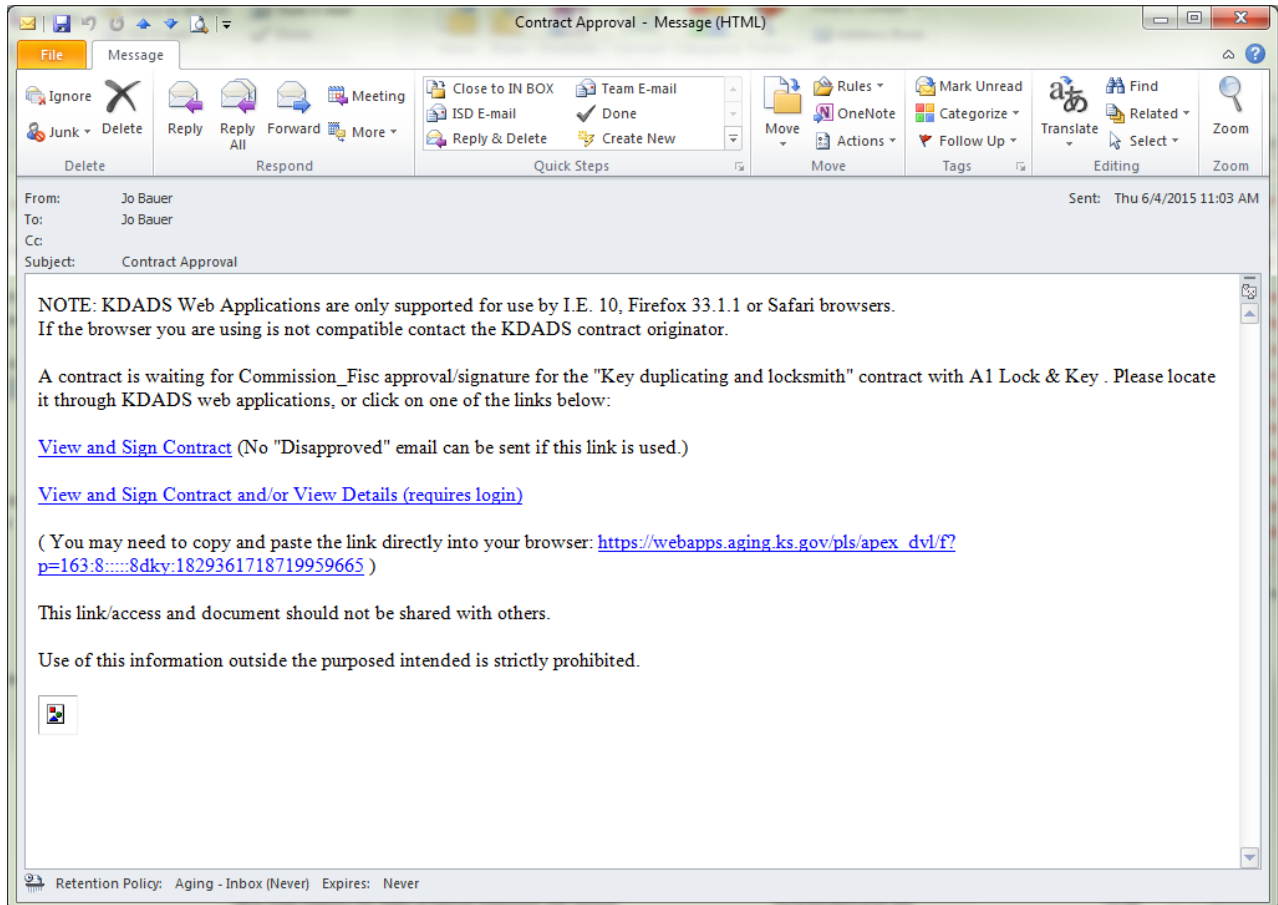 Contract Approval - Message (HTML)
File Message
Ignore
Junk
Delete
Reply
Reply All
Forward
Meeting
More
Close to IN BOX
ISD E-mail
Reply & Delete
Team E-mail
Done
Create New
Move
Rules
OneNote
Actions
Mark Unread
Categorize
Follow Up
Translate
Find
Related
Select
Zoom
Delete Respond Quick Steps Move Tags Editing Zoom
From: Jo Bauer Sent: Thu 6/4/2015 11:03 AM
To: Jo Bauer
Cc:
Subject: Contract Approval
NOTE: KDADS Web Applications are only supported for use by I.E. 10, Firefox 33.1.1 or Safari browsers.
If the browser you are using is not compatible contact the KDADS contract originator.
A contract is waiting for Commission_Fisc approval/signature for the "Key duplicating and locksmith" contract with A1 Lock & Key . Please locate
it through KDADS web applications, or click on one of the links below:
View and Sign Contract (No "Disapproved" email can be sent if this link is used.)
View and Sign Contract and/or View Details (requires login)
( You may need to copy and paste the link directly into your browser: https://webapps.aging.ks.gov/pls/apex_dvl/f?
p=163:8:::::8dky:1829361718719959665 )
This link/access and document should not be shared with others.
Use of this information outside the purposed intended is strictly prohibited.
Retention Policy: Aging - Inbox (Never) Expires: Never